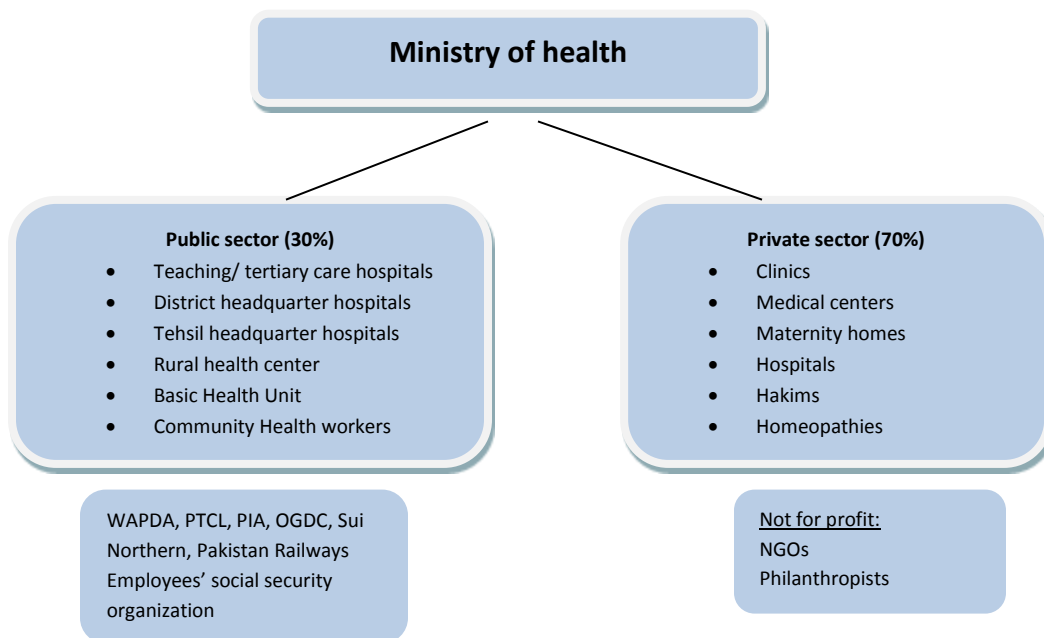 Ministry of health
Public sector (30%)
• Teaching/ tertiary care hospitals
• District headquarter hospitals
• Tehsil headquarter hospitals
• Rural health center
• Basic Health Unit
• Community Health workers
Private sector (70%)
• Clinics
• Medical centers
• Maternity homes
• Hospitals
• Hakims
• Homeopathies
WAPDA, PTCL, PIA, OGDC, Sui
Northern, Pakistan Railways
Employees’ social security
organization
Not for profit:
NGOs
Philanthropists